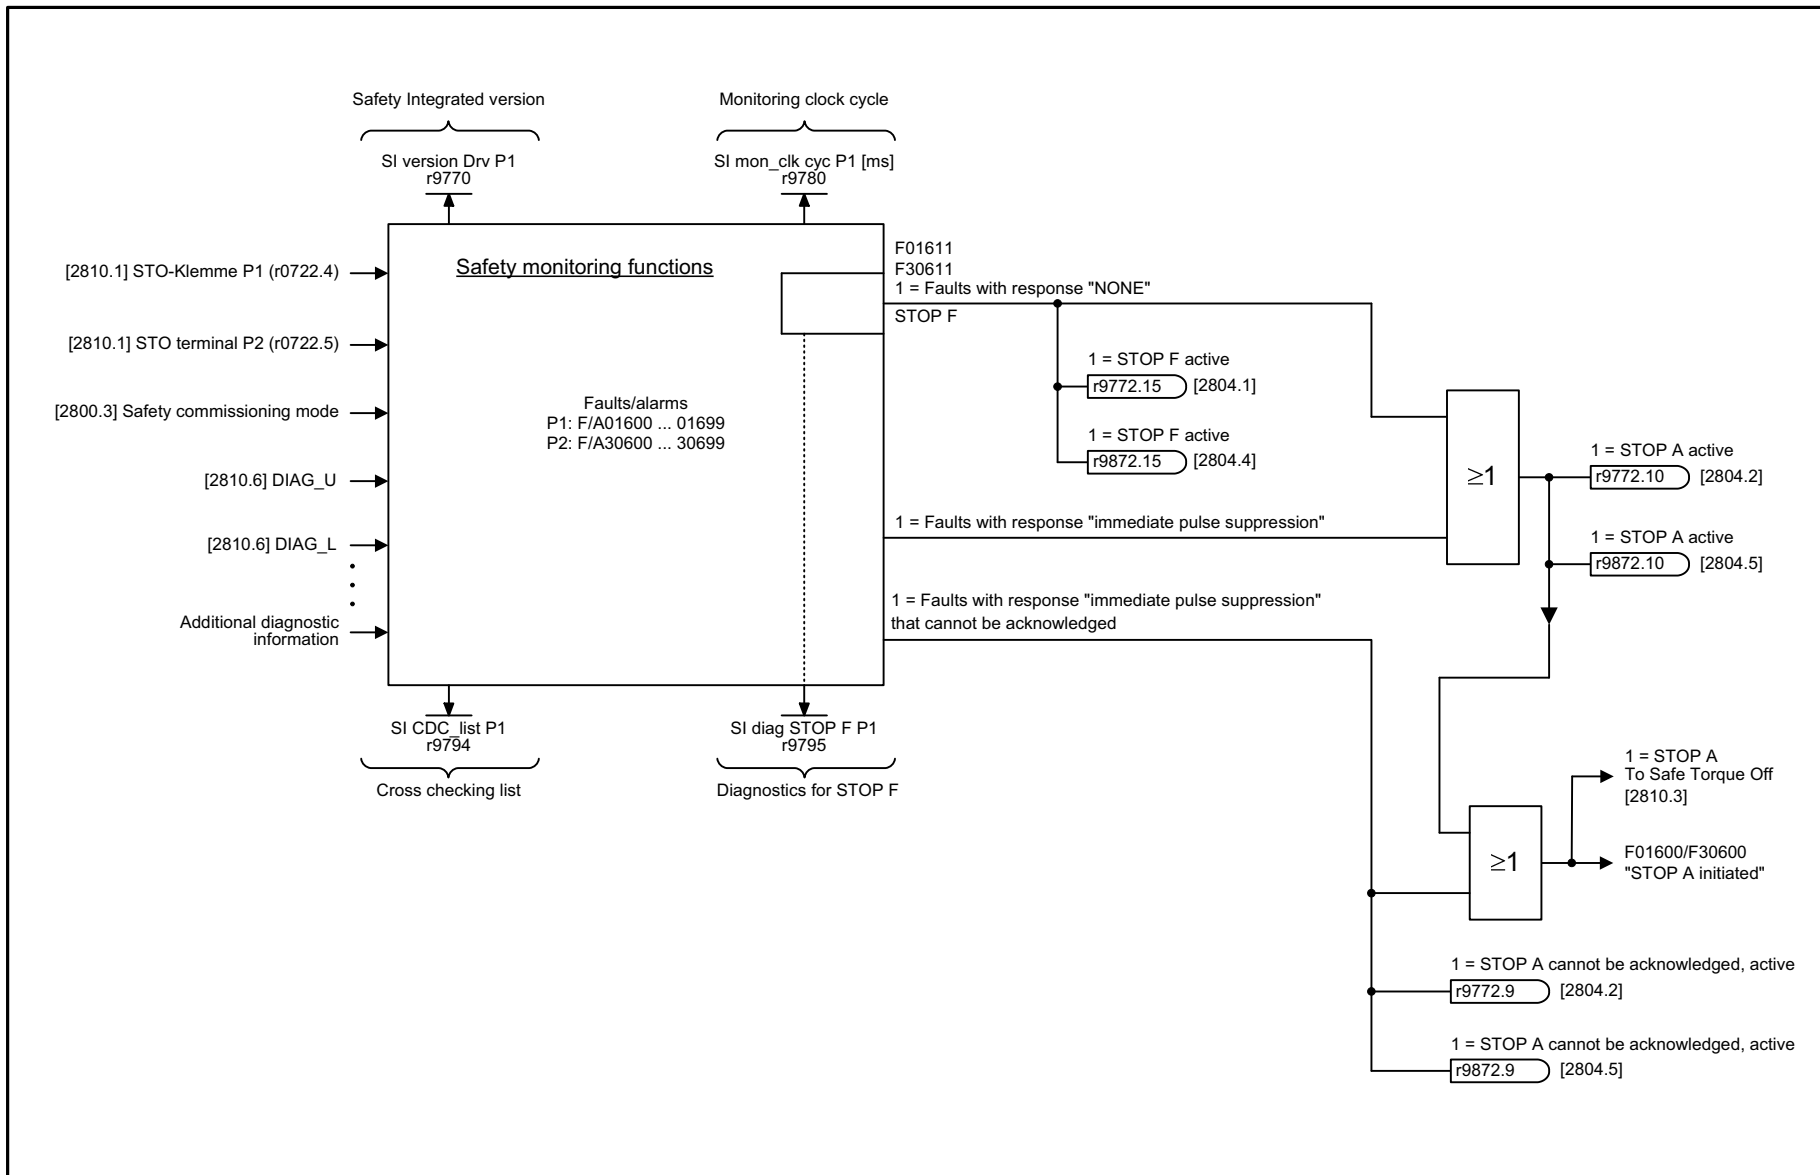 Safety Integrated version
SI version Drv P1
r9770
Monitoring clock cycle
SI mon_clk cyc P1 [ms]
r9780
[2810.1] STO-Klemme P1 (r0722.4)
[2810.1] STO terminal P2 (r0722.5)
[2800.3] Safety commissioning mode
[2810.6] DIAG_U
[2810.6] DIAG_L
Additional diagnostic
information
Safety monitoring functions
Faults/alarms
P1: F/A01600 ... 01699
P2: F/A30600 ... 30699
SI CDC_list P1
r9794
Cross checking list
SI diag STOP F P1
r9795
Diagnostics for STOP F
F01611
F30611
1 = Faults with response "NONE"
STOP F
1 = STOP F active
r9772.15 [2804.1]
1 = STOP F active
r9872.15 [2804.4]
1 = Faults with response "immediate pulse suppression"
1 = Faults with response "immediate pulse suppression"
that cannot be acknowledged
≥1
1 = STOP A active
r9772.10 [2804.2]
1 = STOP A active
r9872.10 [2804.5]
≥1
1 = STOP A
To Safe Torque Off
[2810.3]
F01600/F30600
"STOP A initiated"
1 = STOP A cannot be acknowledged, active
r9772.9 [2804.2]
1 = STOP A cannot be acknowledged, active
r9872.9 [2804.5]